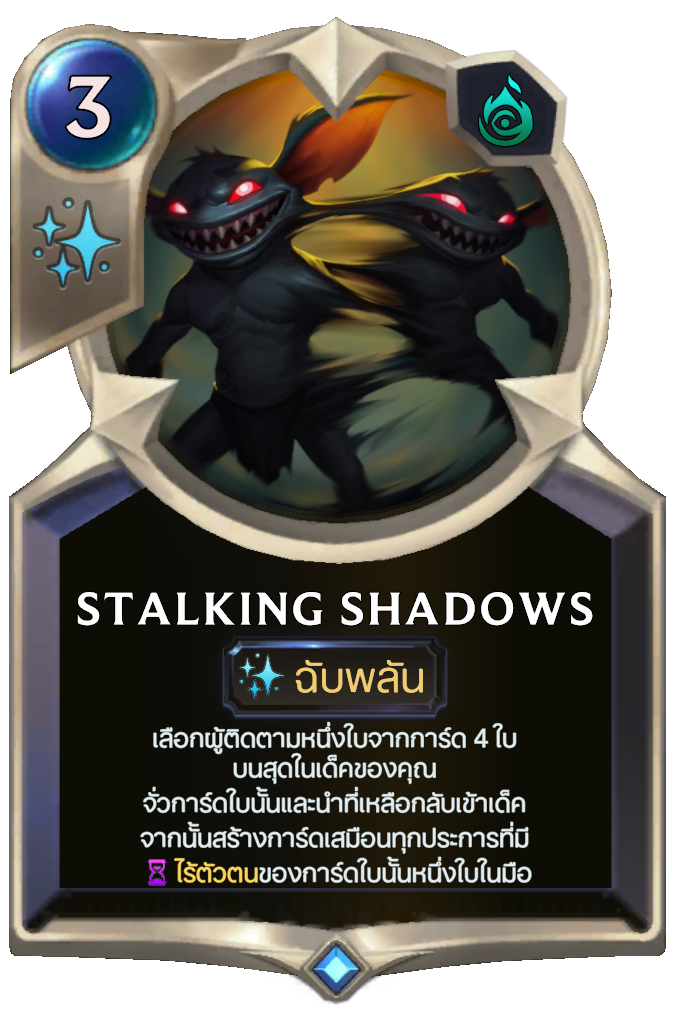 3
STALKING SHADOWS
ฉับพลัน
เลือกผู้ติดตามหนึ่งใบจากการ์ด 4 ใบ
บนสุดในเด็คของคุณ
จั่วการ์ดใบนั้นและนำที่เหลือกลับเข้าเด็ค
จากนั้นสร้างการ์ดเสมือนทุกประการที่มี
ไร้ตัวตนของการ์ดใบนั้นหนึ่งใบในมือ